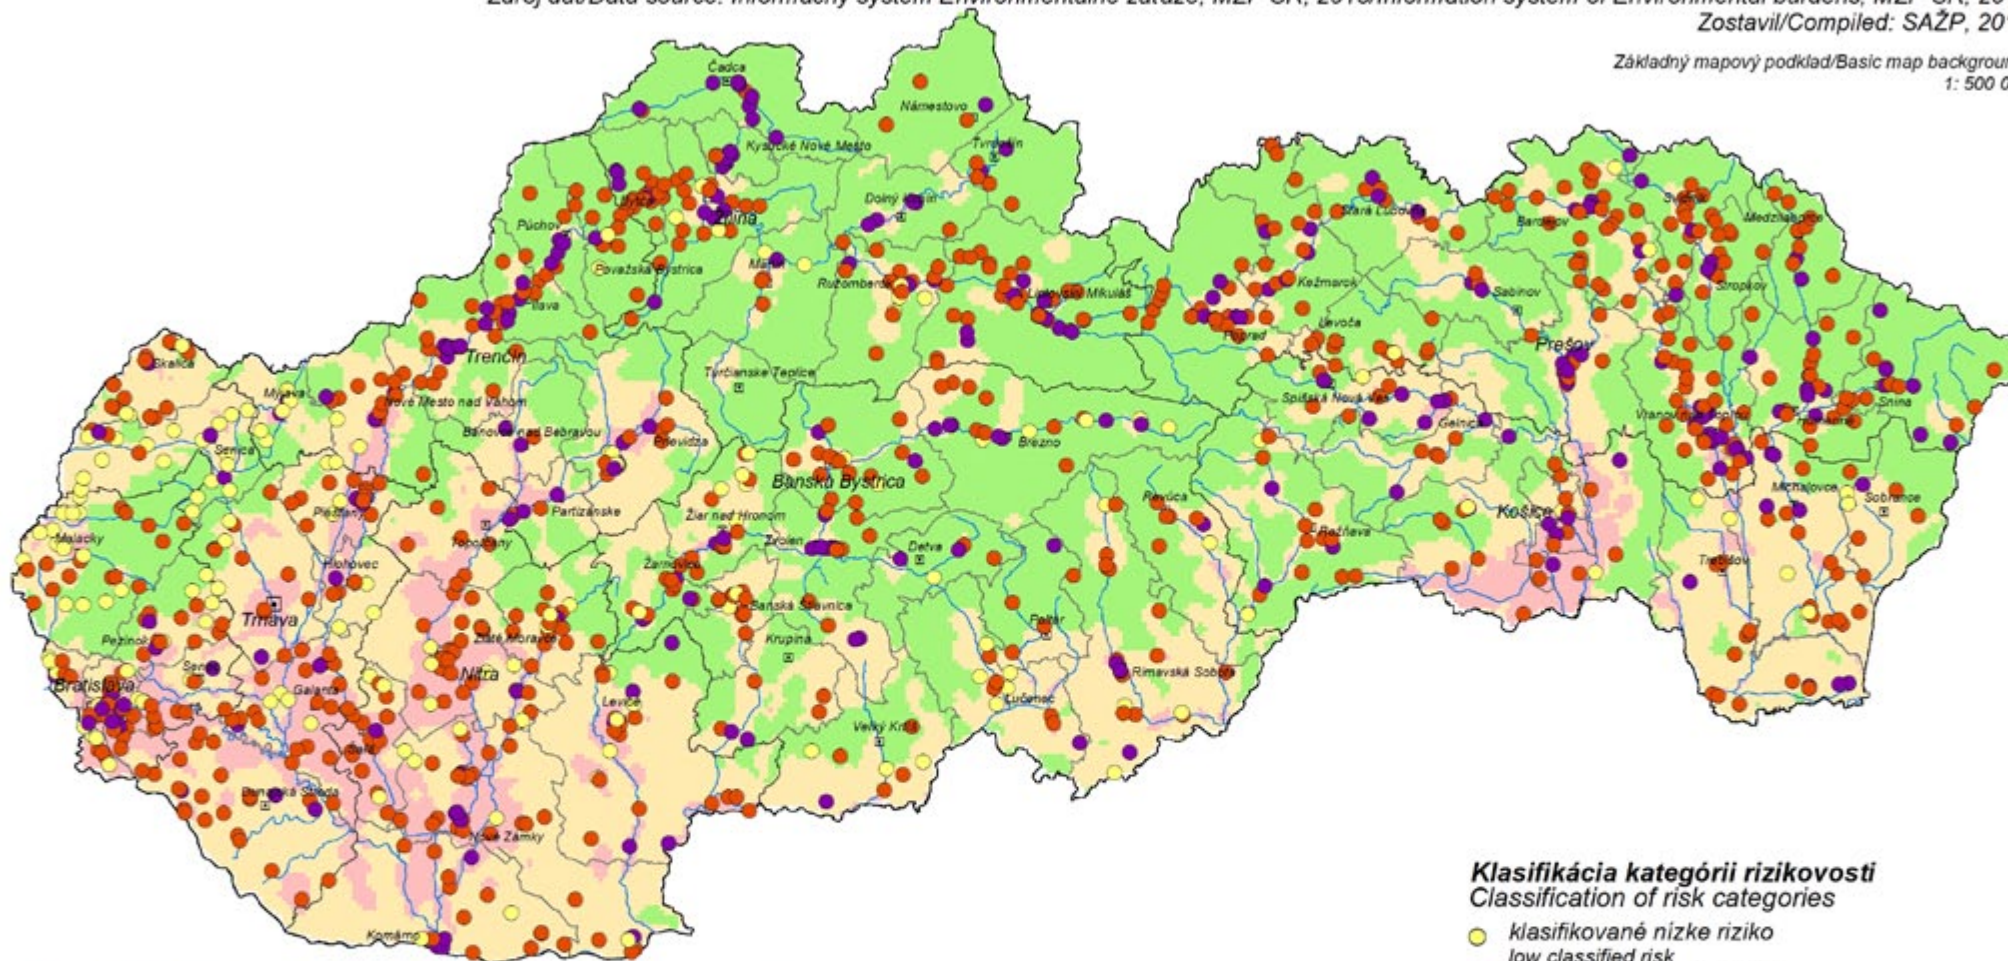 Zostavil/Compiled: SAŽP, 201
Základný mapový podklad/Basic map backgroun
1: 500 0
Čadca
Námestovo
Kysucké Nové Mesto
Tvrdošín
Dolný Kubín
Bytča
Žilina
Stará Ľubovňa
Bardejov
Svidník
Medzilaborce
Púchov
Považská Bystrica
Martin
Ružomberok
Liptovský Mikuláš
Kežmarok
Sabinov
Stropkov
Ilava
Poprad
Levoča
Prešov
Trenčín
Skalica
Turčianske Teplice
Myjava
Nové Mesto nad Váhom
Spišská Nová Ves
Gelnica
Vranov nad Topľou
Humenné
Snina
Bánovce nad Bebravou
Prievidza
Brezno
Senica
Banská Bystrica
Revúca
Michalovce
Sobrance
Piešťany
Partizánske
Žiar nad Hronom
Košice
Rožňava
Malacky
Topoľčany
Zvolen
Detva
Hlohovec
Žarnovica
Trebišov
Banská Štiavnica
Trnava
Poltár
Pezinok
Zlaté Moravce
Krupina
Senec
Nitra
Rimavská Sobota
Bratislava
Galanta
Levice
Lučenec
Veľký Krtíš
Šaľa
Dunajská Streda
Nové Zámky
Komárno
Klasifikácia kategórii rizikovosti
Classification of risk categories
klasifikované nízke riziko
low classified risk